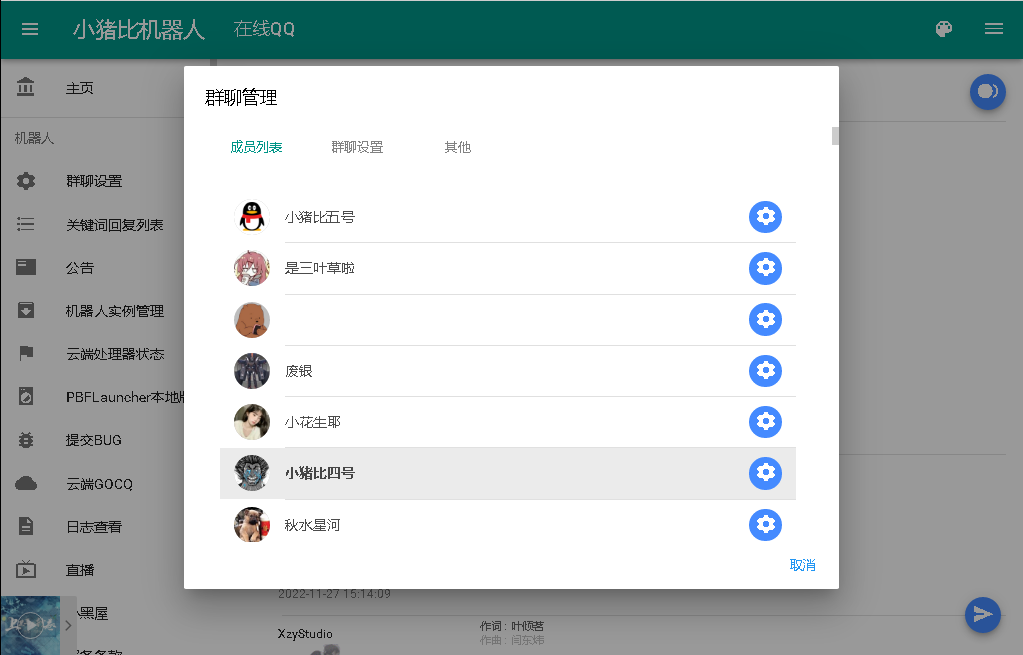 小猪比机器人
在线QQ
主页
机器人
群聊设置
关键词回复列表
公告
机器人实例管理
云端处理器状态
PBFLauncher本地版
提交BUG
云端GOCQ
日志查看
直播
小黑屋
群聊管理
成员列表
群聊设置
其他
小猪比五号
是三叶草啦
废银
小花生耶
小猪比四号
秋水星河
取消
2022-11-27 15:14:09
XzyStudio
作词 : 叶倾茗
作曲 : 闫东炜